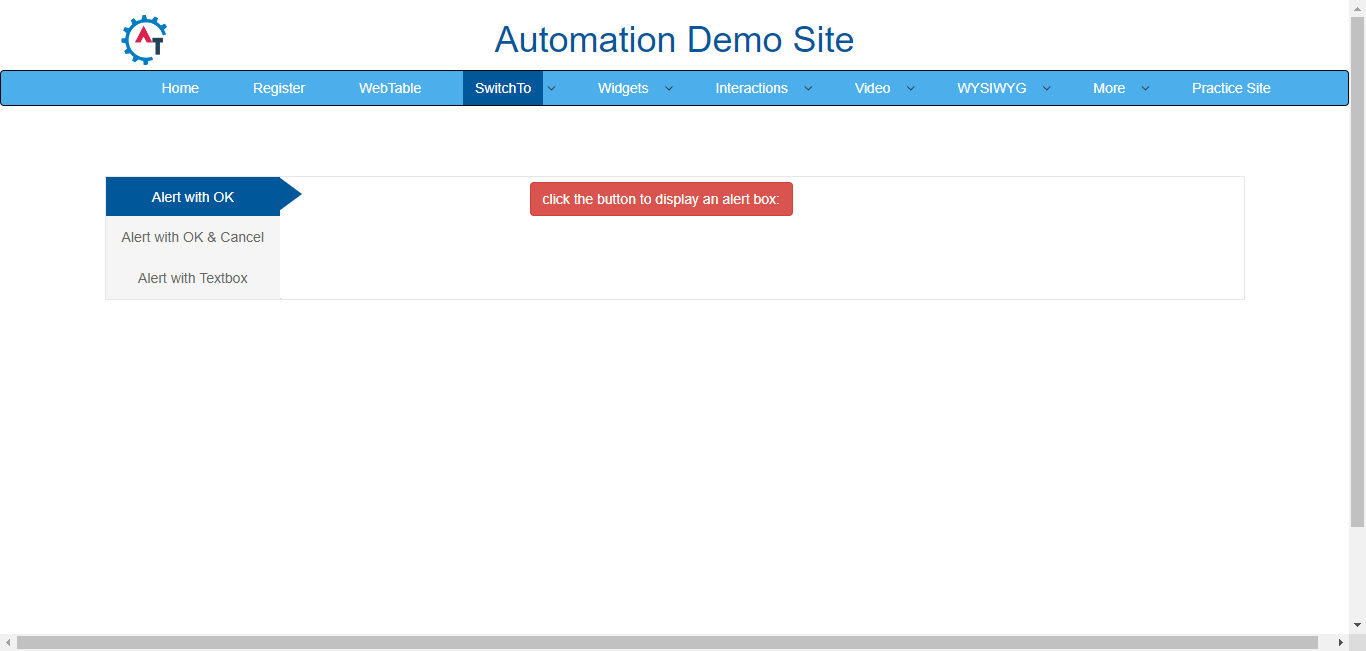 AT
Automation Demo Site
Home Register WebTable SwitchTo Widgets Interactions Video WYSIWYG More Practice Site
Alert with OK
click the button to display an alert box:
Alert with OK & Cancel
Alert with Textbox